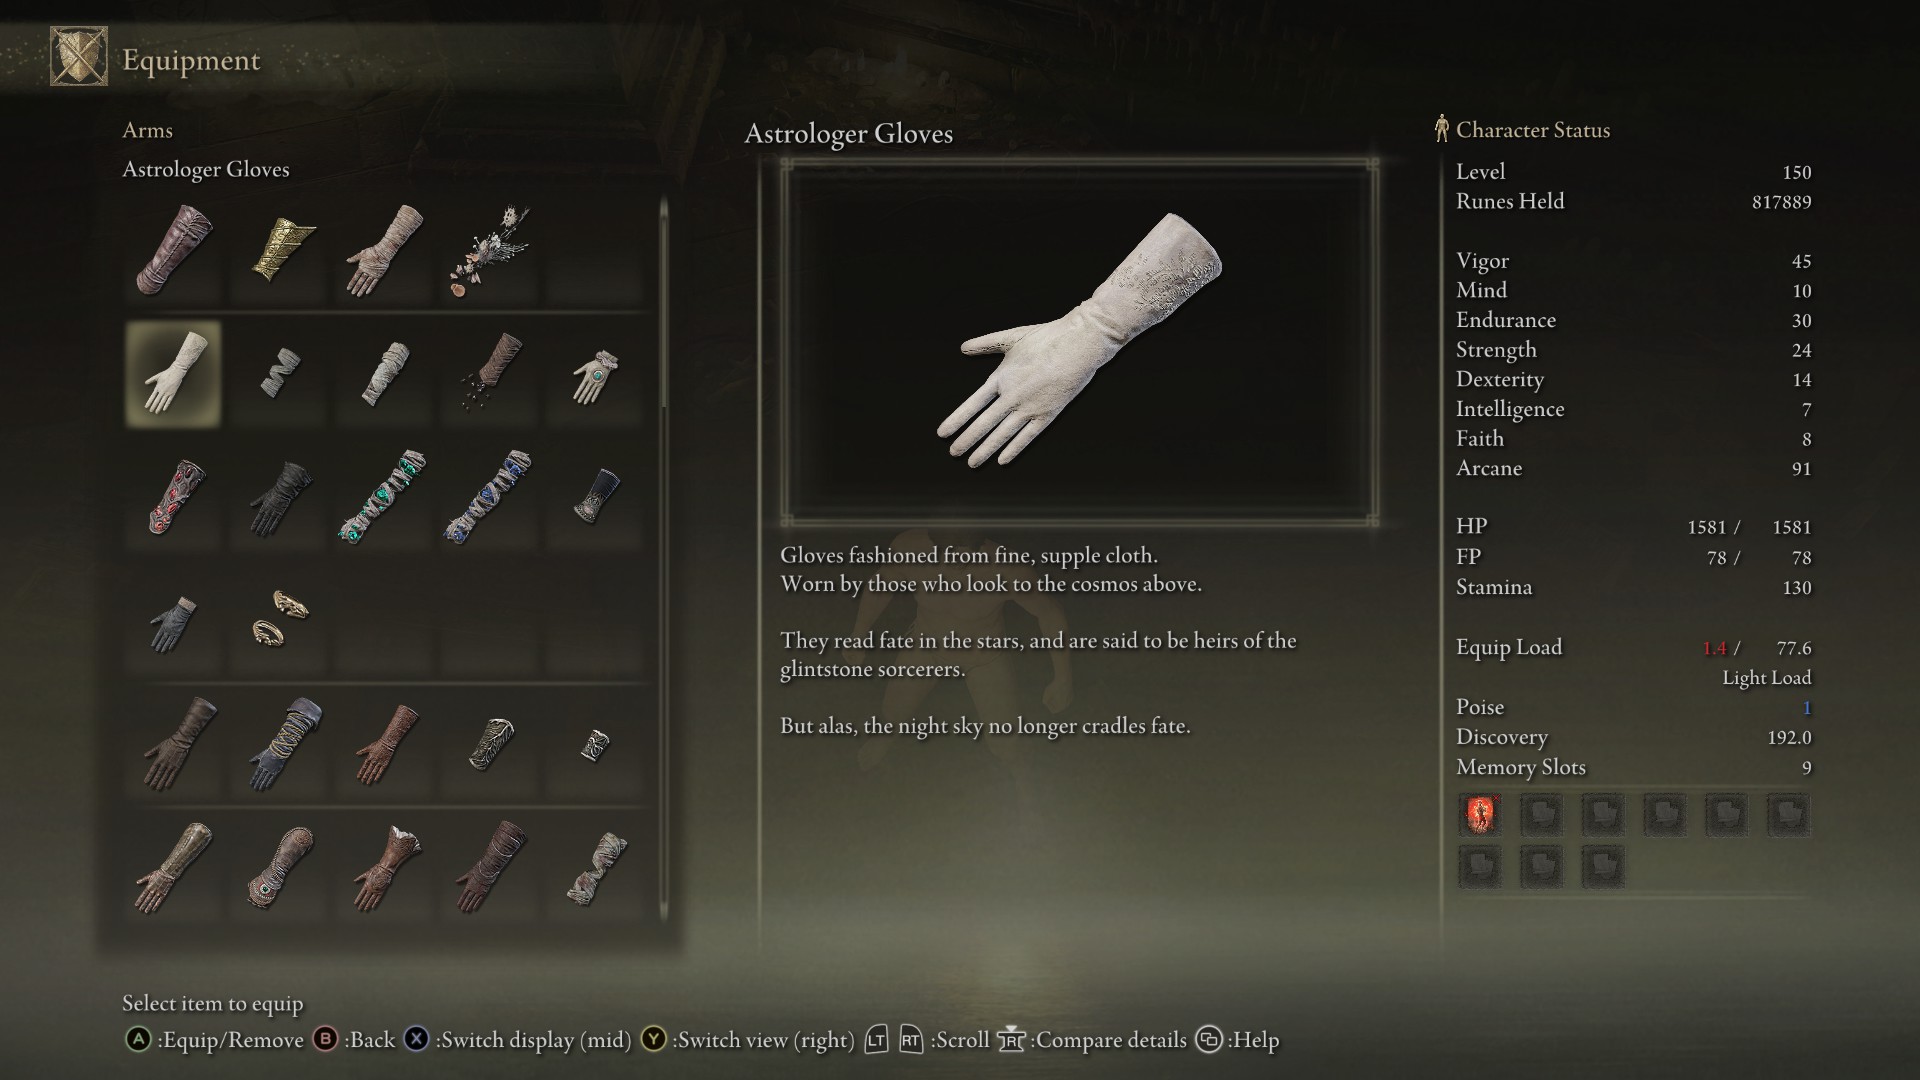 Equipment
Arms
Astrologer Gloves
Astrologer Gloves
Gloves fashioned from fine, supple cloth.
Worn by those who look to the cosmos above.
They read fate in the stars, and are said to be heirs of the
glintstone sorcerers.
But alas, the night sky no longer cradles fate.
Character Status
Level 150
Runes Held 817889
Vigor 45
Mind 10
Endurance 30
Strength 24
Dexterity 14
Intelligence 7
Faith 8
Arcane 91
HP 1581 / 1581
FP 78 / 78
Stamina 130
Equip Load 1.4 / 77.6
Light Load
Poise 1
Discovery 192.0
Memory Slots 9
Select item to equip
A :Equip/Remove B :Back X :Switch display (mid) Y :Switch view (right) LT RT :Scroll R :Compare details :Help